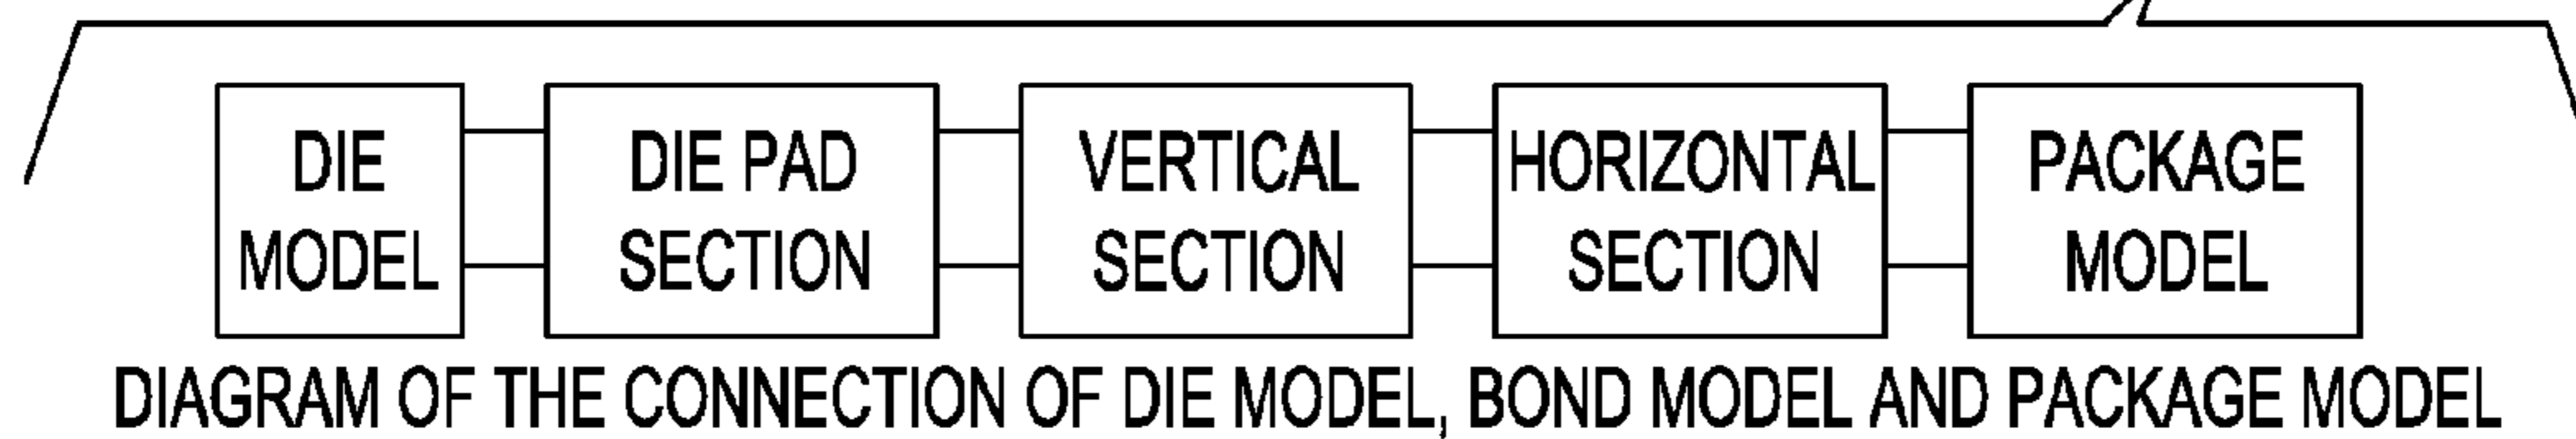 DIE
MODEL
DIE PAD
SECTION
VERTICAL
SECTION
HORIZONTAL
SECTION
PACKAGE
MODEL
DIAGRAM OF THE CONNECTION OF DIE MODEL, BOND MODEL AND PACKAGE MODEL